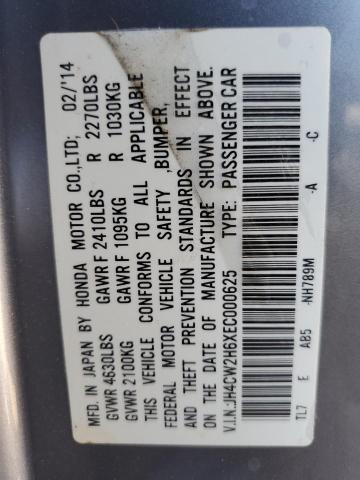 MFD. IN JAPAN BY HONDA MOTOR CO.,LTD; 02/'14
GVWR 4630LBS GAWR F 2410LBS R 2270LBS
GVWR 2100KG GAWR F 1095KG R 1030KG
THIS VEHICLE CONFORMS TO ALL APPLICABLE
FEDERAL MOTOR VEHICLE SAFETY ,BUMPER,
AND THEFT PREVENTION STANDARDS IN EFFECT
ON THE DATE OF MANUFACTURE SHOWN ABOVE.
V.I.N.:JH4CW2H6XEC000625 TYPE: PASSENGER CAR
TL7 E AB5 -NH789M -A -C